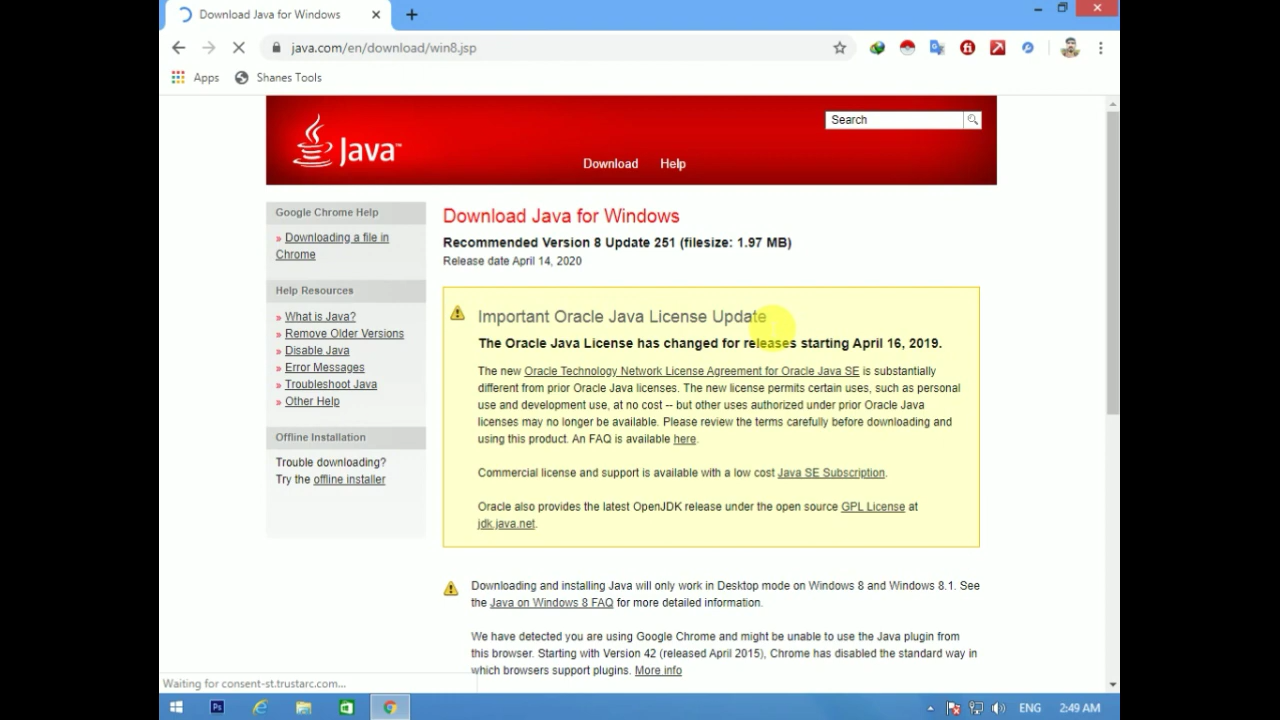 Download Java for Windows
java.com/en/download/win8.jsp
Apps
Shanes Tools
Java™
Search
Download Help
Google Chrome Help
» Downloading a file in
Chrome
Help Resources
» What is Java?
» Remove Older Versions
» Disable Java
» Error Messages
» Troubleshoot Java
» Other Help
Offline Installation
Trouble downloading?
Try the offline installer
Download Java for Windows
Recommended Version 8 Update 251 (filesize: 1.97 MB)
Release date April 14, 2020
Important Oracle Java License Update
The Oracle Java License has changed for releases starting April 16, 2019.
The new Oracle Technology Network License Agreement for Oracle Java SE is substantially
different from prior Oracle Java licenses. The new license permits certain uses, such as personal
use and development use, at no cost -- but other uses authorized under prior Oracle Java
licenses may no longer be available. Please review the terms carefully before downloading and
using this product. An FAQ is available here.
Commercial license and support is available with a low cost Java SE Subscription.
Oracle also provides the latest OpenJDK release under the open source GPL License at
jdk.java.net.
Downloading and installing Java will only work in Desktop mode on Windows 8 and Windows 8.1. See
the Java on Windows 8 FAQ for more detailed information.
We have detected you are using Google Chrome and might be unable to use the Java plugin from
this browser. Starting with Version 42 (released April 2015), Chrome has disabled the standard way in
which browsers support plugins. More info
Waiting for consent-st.trustarc.com...
Ps
ENG
2:49 AM